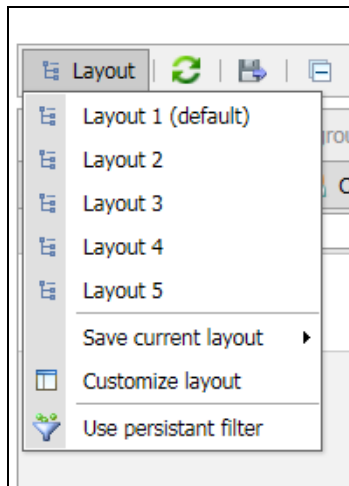 Layout
Layout 1 (default)
Layout 2
Layout 3
Layout 4
Layout 5
Save current layout
Customize layout
Use persistant filter